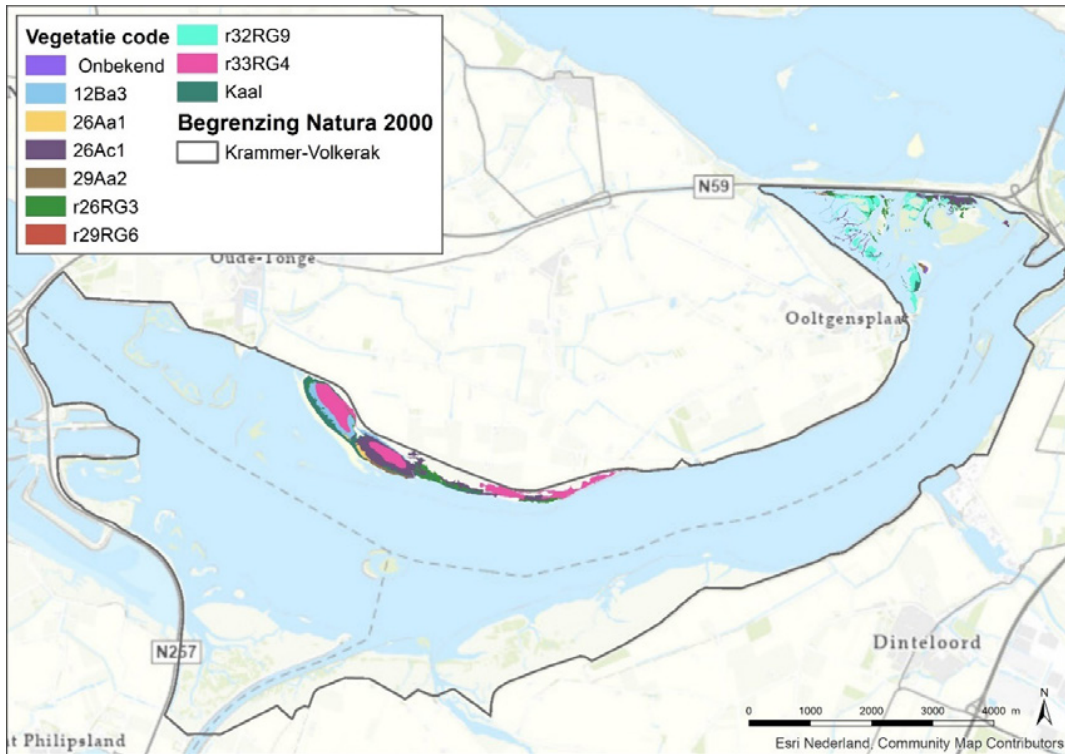 Vegetatie code
Onbekend
12Ba3
26Aa1
26Ac1
29Aa2
r26RG3
r29RG6
r32RG9
r33RG4
Kaal
Begrenzing Natura 2000
Krammer-Volkerak
N59
Oude-Tonge
Ooltgensplaat
N257
Dinteloord
nt Philipsland
N
0 1000 2000 3000 4000 m
Esri Nederland, Community Map Contributors